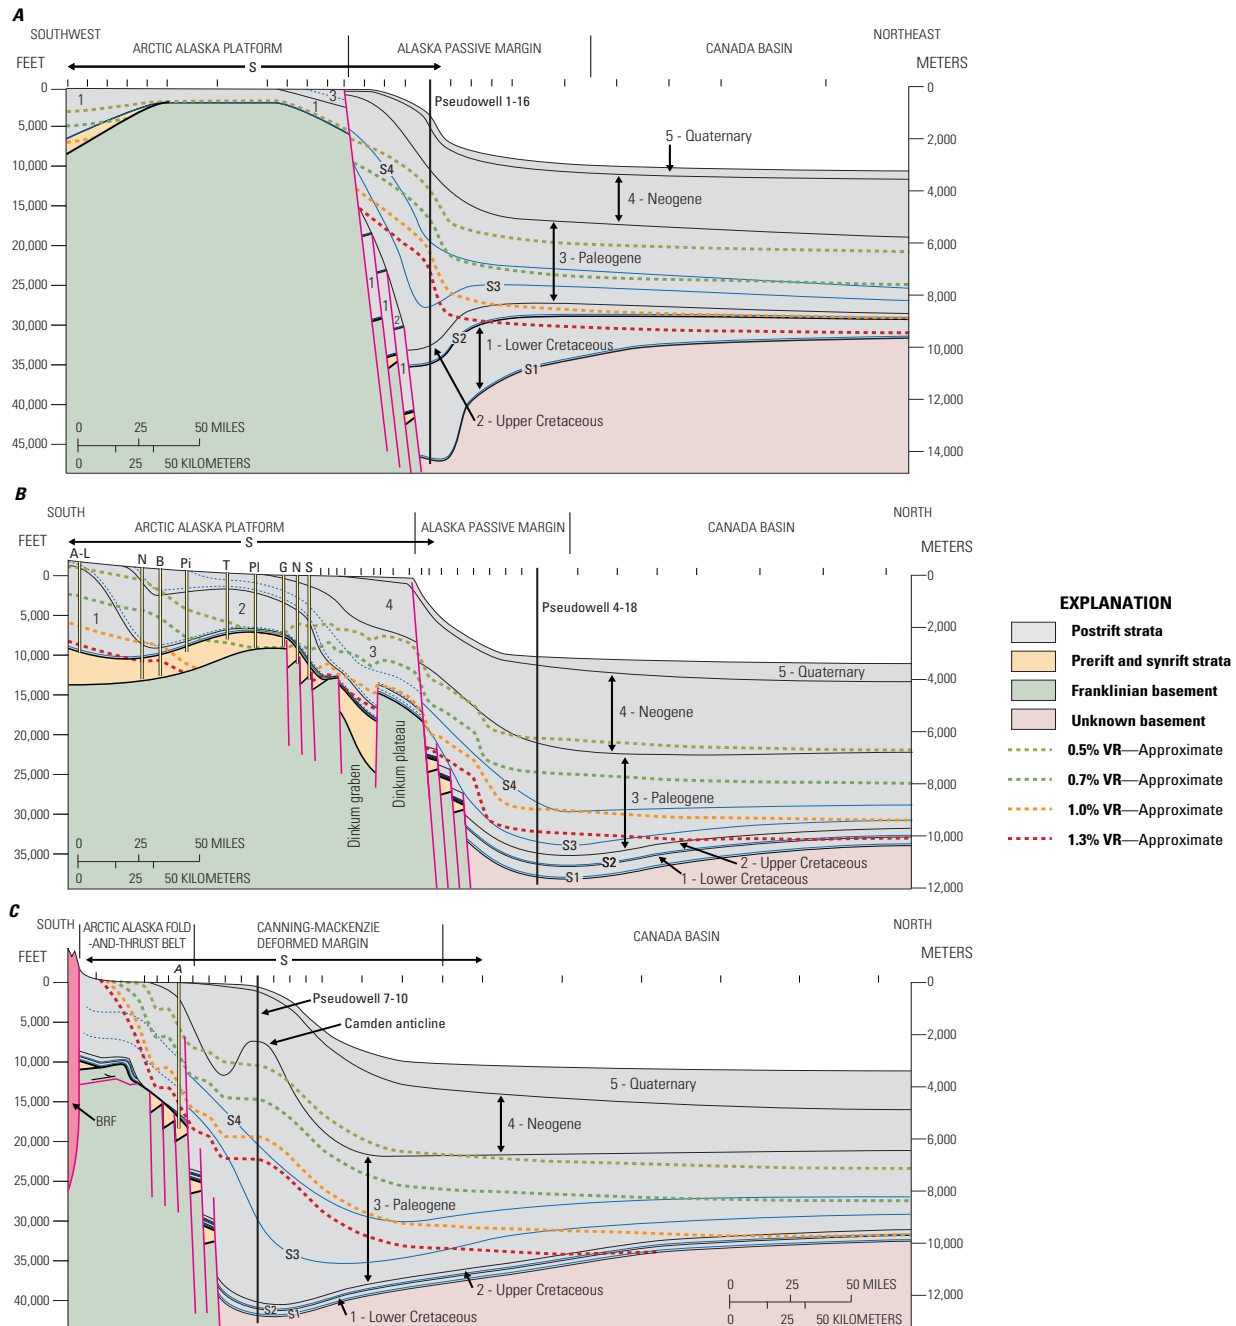 A
SOUTHWEST
NORTHEAST
ARCTIC ALASKA PLATFORM
ALASKA PASSIVE MARGIN
CANADA BASIN
FEET
S
METERS
0
5,000
10,000
15,000
20,000
25,000
30,000
35,000
40,000
45,000
0
2,000
4,000
6,000
8,000
10,000
12,000
14,000
1
1
3
Pseudowell 1-16
5 - Quaternary
S4
4 - Neogene
3 - Paleogene
S3
1
1
2
1
S2
1 - Lower Cretaceous
S1
2 - Upper Cretaceous
0 25 50 MILES
0 25 50 KILOMETERS
B
SOUTH
NORTH
ARCTIC ALASKA PLATFORM
ALASKA PASSIVE MARGIN
CANADA BASIN
FEET
S
METERS
A-L N B Pi T Pl G N S
0
5,000
10,000
15,000
20,000
25,000
30,000
35,000
0
2,000
4,000
6,000
8,000
10,000
12,000
1
2
3
4
Pseudowell 4-18
5 - Quaternary
4 - Neogene
3 - Paleogene
Dinkum graben
Dinkum plateau
S4
S3
S2
S1
2 - Upper Cretaceous
1 - Lower Cretaceous
0 25 50 MILES
0 25 50 KILOMETERS
EXPLANATION
Postrift strata
Prerift and synrift strata
Franklinian basement
Unknown basement
0.5% VR—Approximate
0.7% VR—Approximate
1.0% VR—Approximate
1.3% VR—Approximate
C
SOUTH
NORTH
ARCTIC ALASKA FOLD
-AND-THRUST BELT
CANNING-MACKENZIE
DEFORMED MARGIN
CANADA BASIN
FEET
S
METERS
A
0
5,000
10,000
15,000
20,000
25,000
30,000
35,000
40,000
0
2,000
4,000
6,000
8,000
10,000
12,000
Pseudowell 7-10
Camden anticline
5 - Quaternary
4 - Neogene
BRF
S4
3 - Paleogene
S3
2 - Upper Cretaceous
S2
S1
1 - Lower Cretaceous
0 25 50 MILES
0 25 50 KILOMETERS